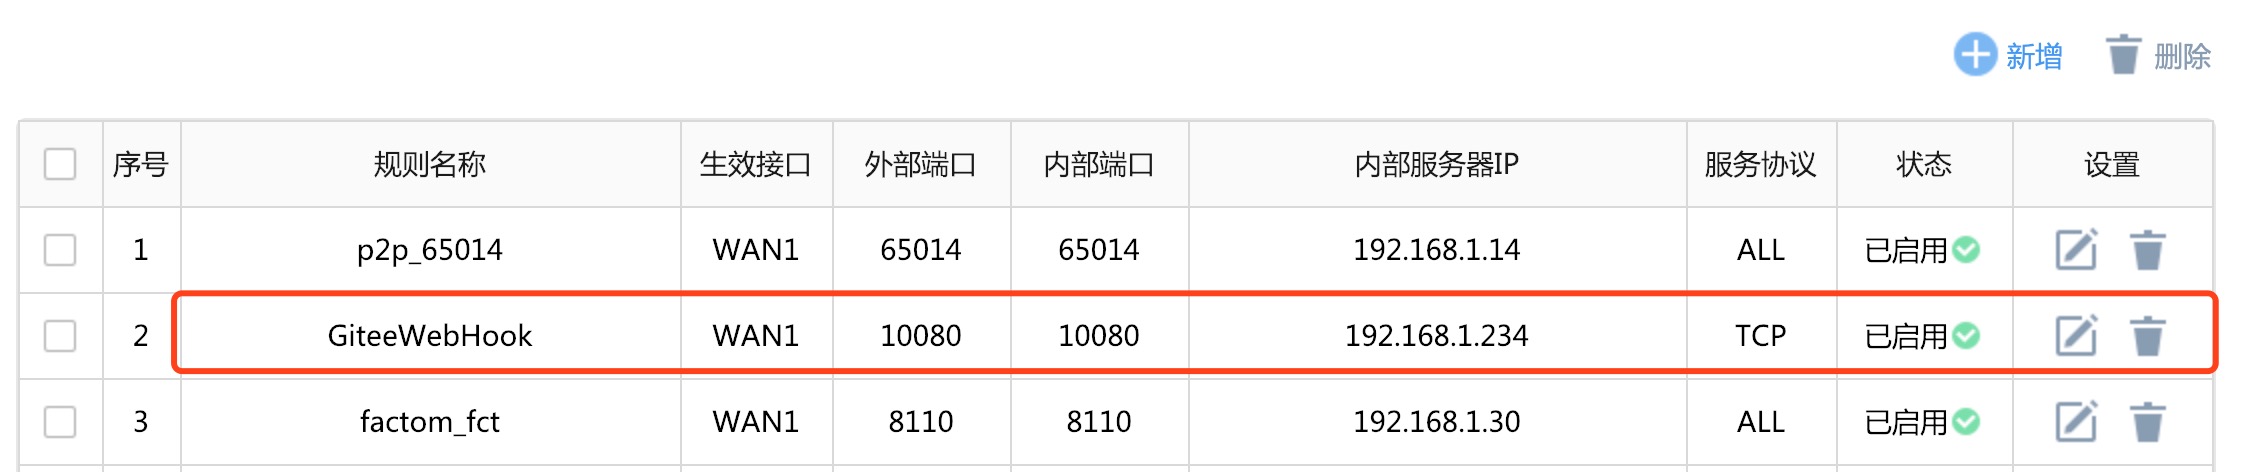 新增 删除
序号 规则名称 生效接口 外部端口 内部端口 内部服务器IP 服务协议 状态 设置
1 p2p_65014 WAN1 65014 65014 192.168.1.14 ALL 已启用
2 GiteeWebHook WAN1 10080 10080 192.168.1.234 TCP 已启用
3 factom_fct WAN1 8110 8110 192.168.1.30 ALL 已启用